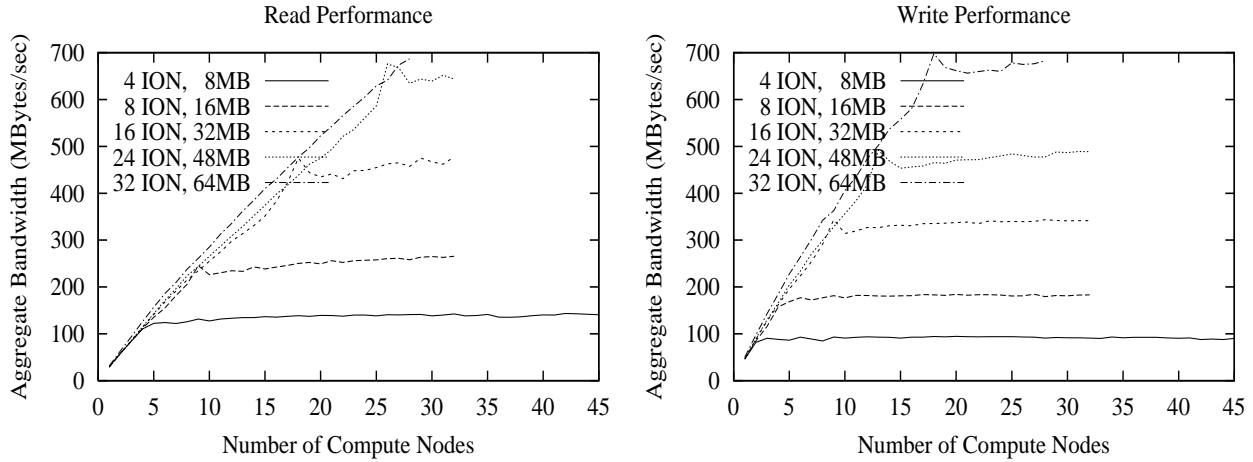 Read Performance
Aggregate Bandwidth (MBytes/sec)
700
600
500
400
300
200
100
0
4 ION, 8MB
8 ION, 16MB
16 ION, 32MB
24 ION, 48MB
32 ION, 64MB
0 5 10 15 20 25 30 35 40 45
Number of Compute Nodes
Write Performance
Aggregate Bandwidth (MBytes/sec)
700
600
500
400
300
200
100
0
4 ION, 8MB
8 ION, 16MB
16 ION, 32MB
24 ION, 48MB
32 ION, 64MB
0 5 10 15 20 25 30 35 40 45
Number of Compute Nodes